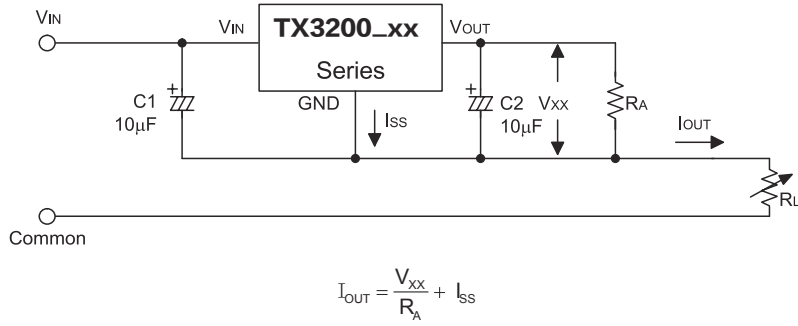 VIN
VIN
TX3200_xx
Series
GND
VOUT
+
C1
10μF
ISS
+
C2
10μF
VXX
RA
IOUT
RL
Common
IOUT = VXX / RA + ISS